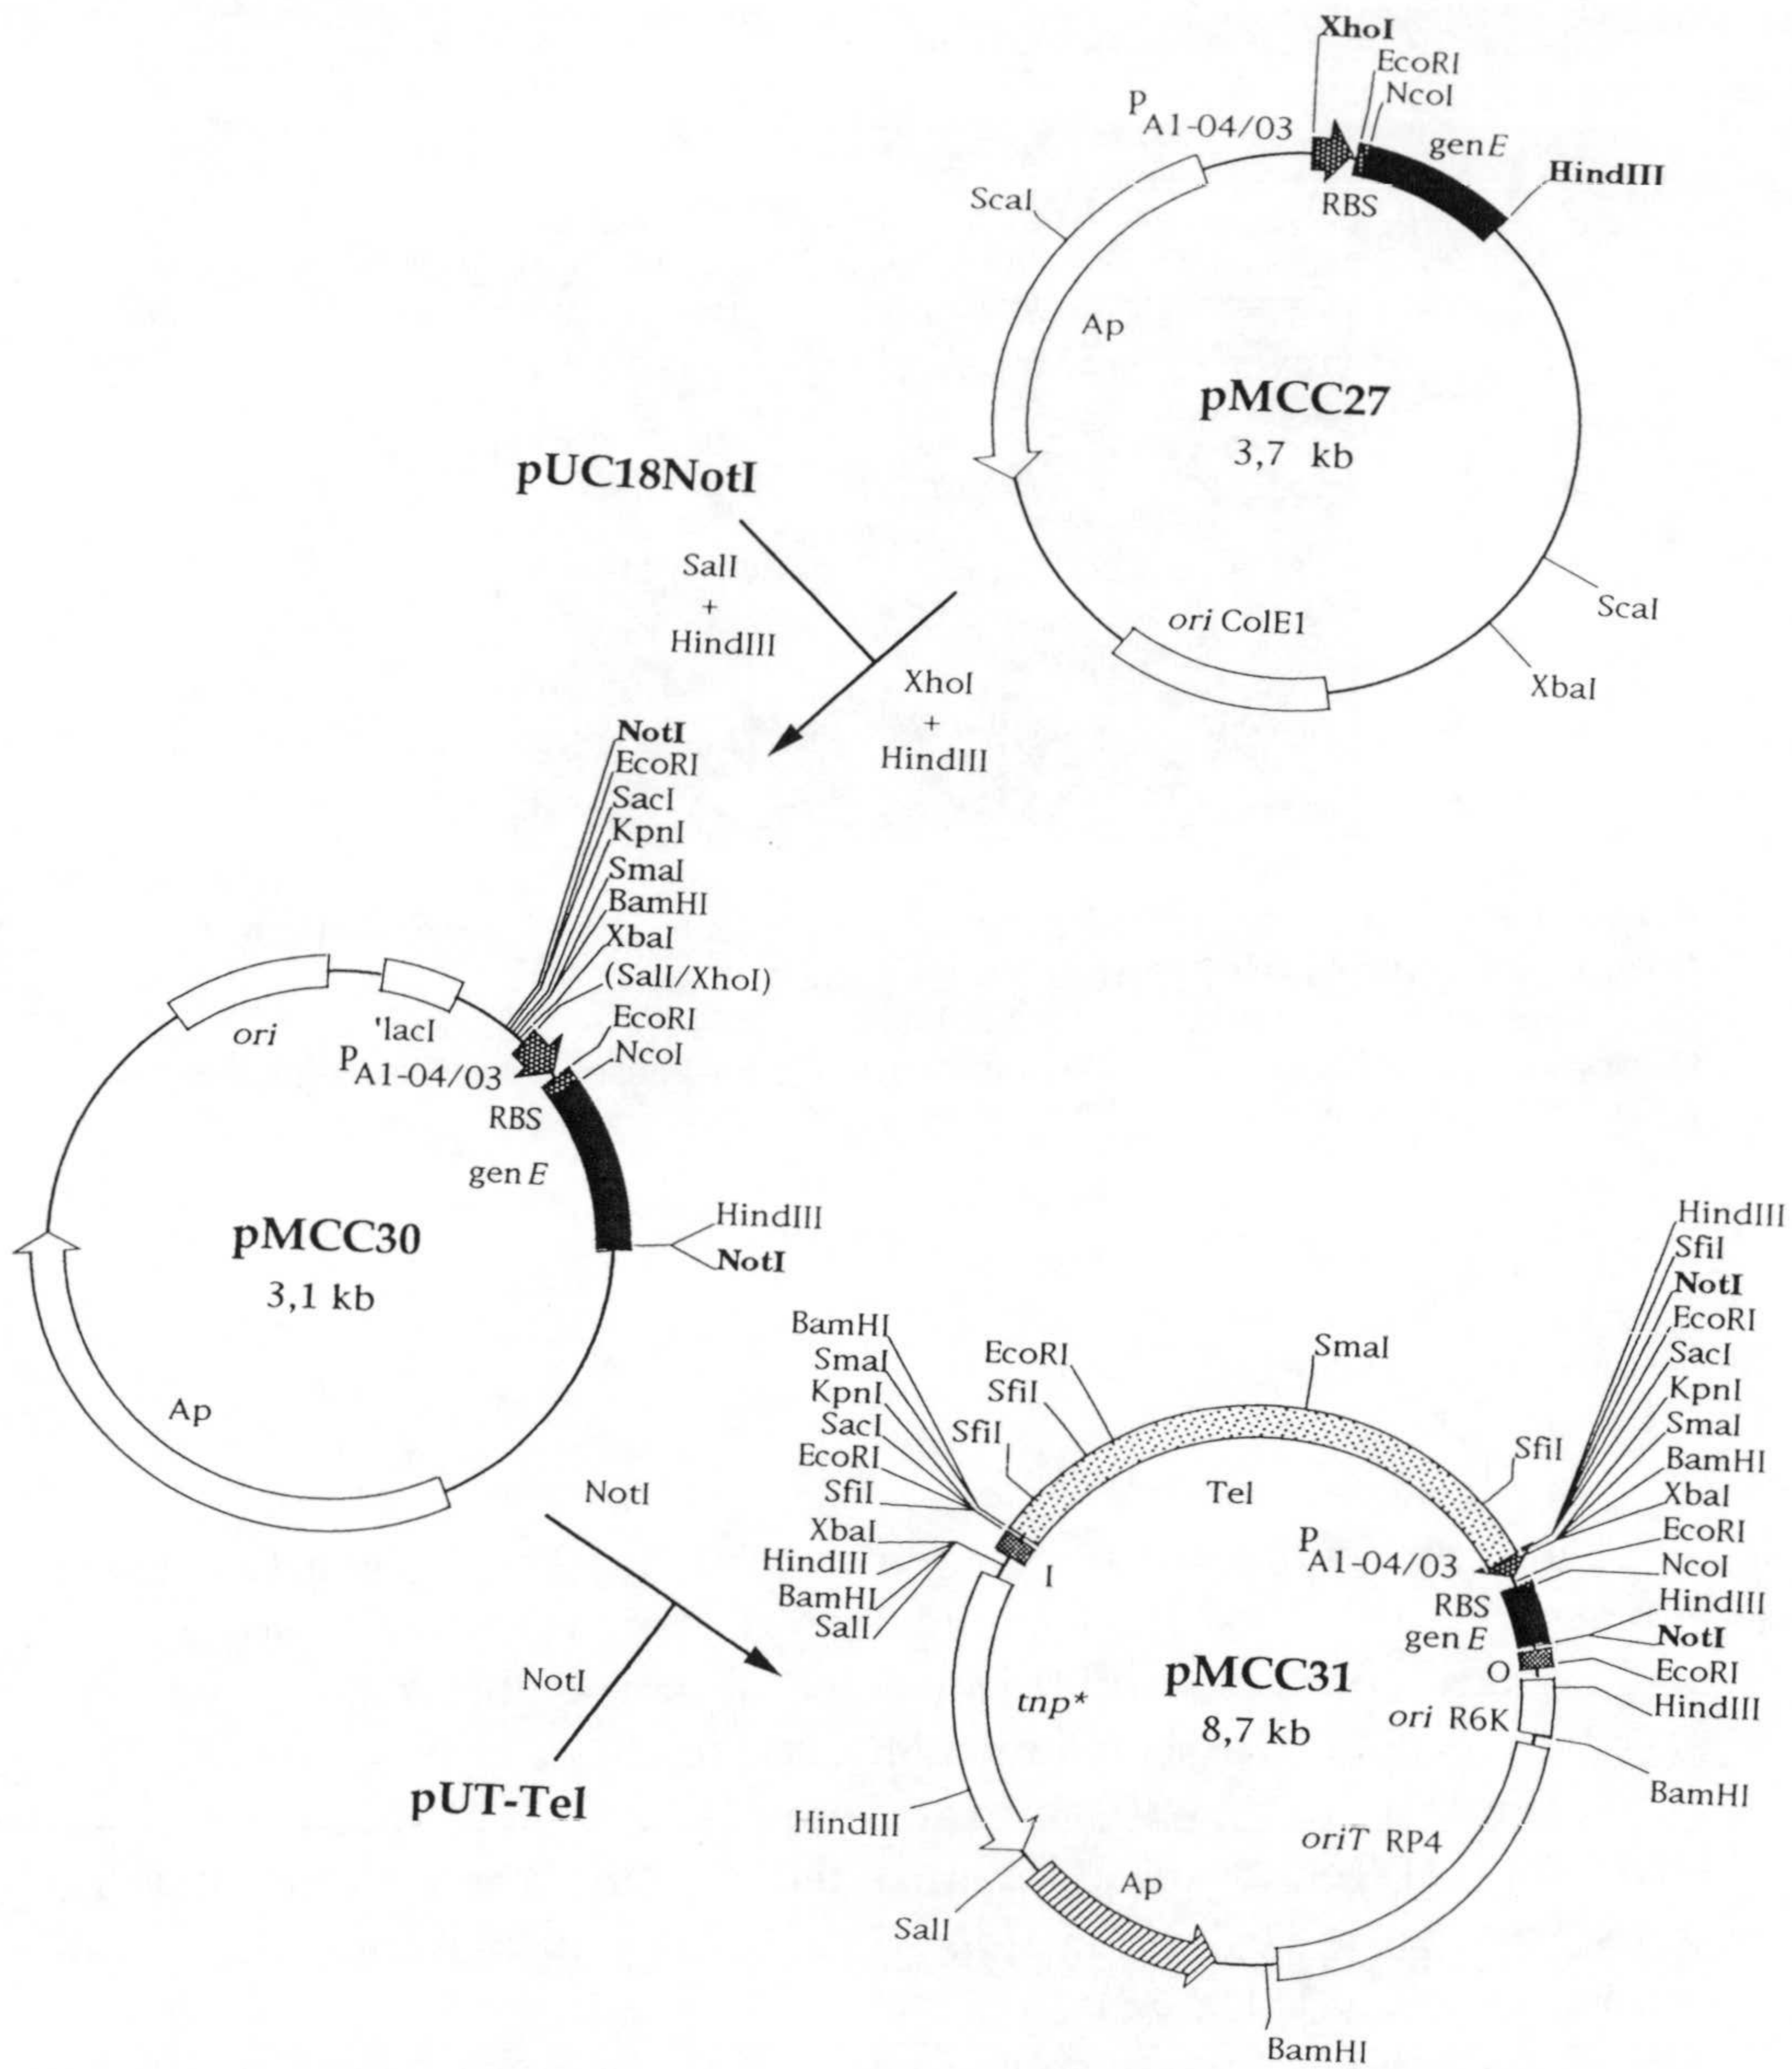 XhoI
EcoRI
NcoI
P A1-04/03
genE
HindIII
RBS
ScaI
Ap
pMCC27
3,7 kb
ScaI
ori ColE1
XbaI
pUC18NotI
SalI
+
HindIII
XhoI
+
HindIII
NotI
EcoRI
SacI
KpnI
SmaI
BamHI
XbaI
(SalI/XhoI)
EcoRI
NcoI
ori
'lacI
P A1-04/03
RBS
gen E
HindIII
NotI
pMCC30
3,1 kb
Ap
NotI
NotI
pUT-Tel
BamHI
SmaI
KpnI
SacI
EcoRI
SfiI
XbaI
HindIII
BamHI
SalI
EcoRI
SfiI
SfiI
SmaI
SfiI
Tel
HindIII
SfiI
NotI
EcoRI
SacI
KpnI
SmaI
BamHI
XbaI
EcoRI
NcoI
HindIII
NotI
EcoRI
HindIII
BamHI
P A1-04/03
I
RBS
gen E
O
pMCC31
8,7 kb
tnp*
ori R6K
HindIII
oriT RP4
Ap
SalI
BamHI